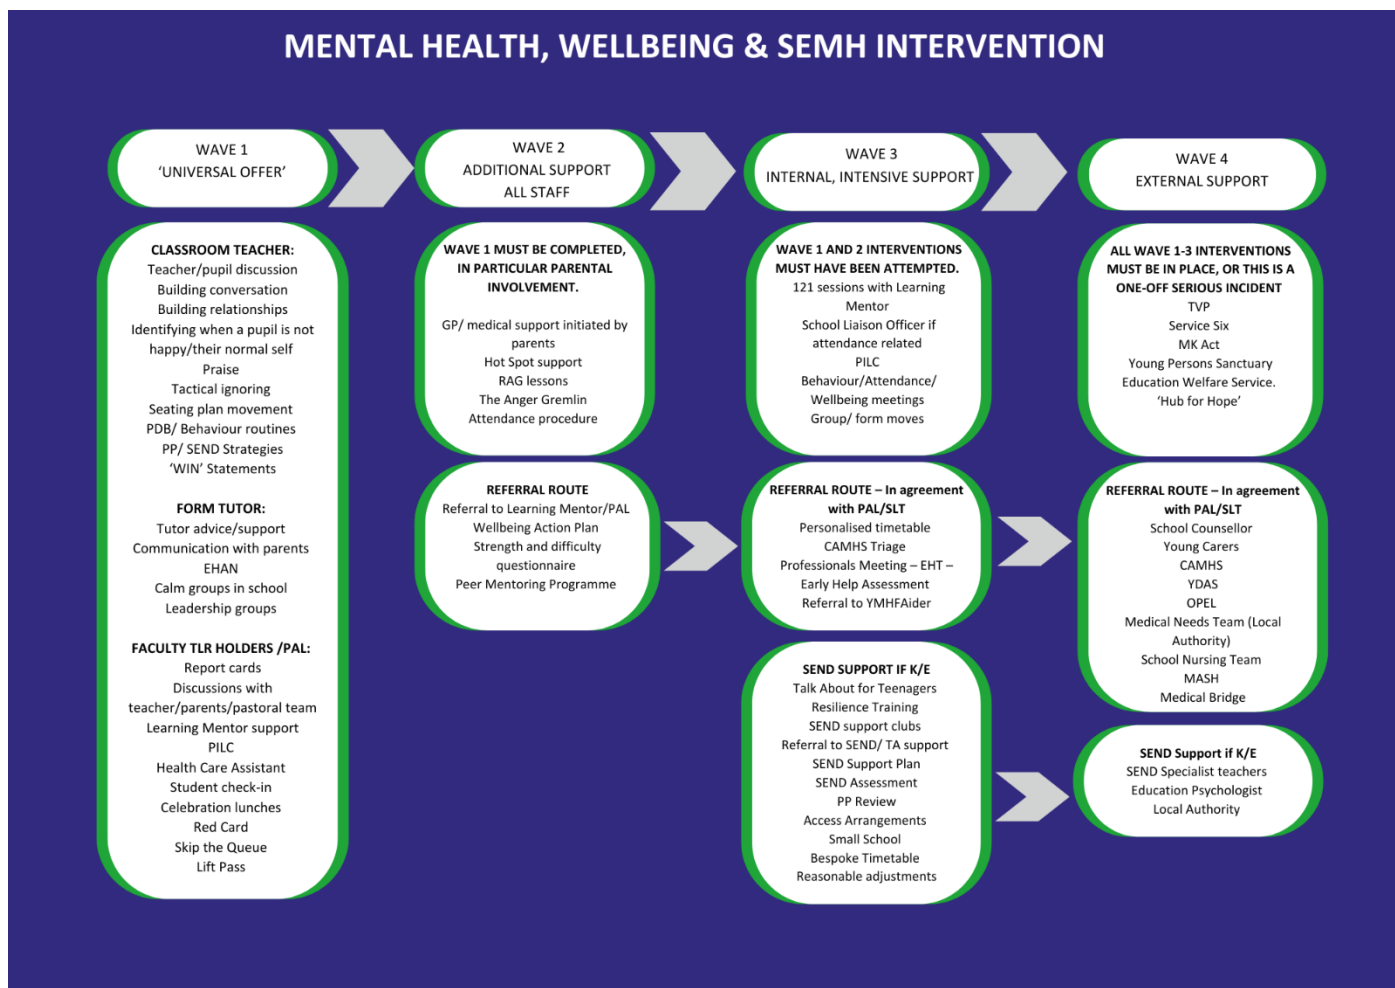 MENTAL HEALTH, WELLBEING & SEMH INTERVENTION
WAVE 1
‘UNIVERSAL OFFER’
WAVE 2
ADDITIONAL SUPPORT
ALL STAFF
WAVE 3
INTERNAL, INTENSIVE SUPPORT
WAVE 4
EXTERNAL SUPPORT
CLASSROOM TEACHER:
Teacher/pupil discussion
Building conversation
Building relationships
Identifying when a pupil is not
happy/their normal self
Praise
Tactical ignoring
Seating plan movement
PDB/ Behaviour routines
PP/ SEND Strategies
‘WIN’ Statements
FORM TUTOR:
Tutor advice/support
Communication with parents
EHAN
Calm groups in school
Leadership groups
FACULTY TLR HOLDERS /PAL:
Report cards
Discussions with
teacher/parents/pastoral team
Learning Mentor support
PILC
Health Care Assistant
Student check-in
Celebration lunches
Red Card
Skip the Queue
Lift Pass
WAVE 1 MUST BE COMPLETED,
IN PARTICULAR PARENTAL
INVOLVEMENT.
GP/ medical support initiated by
parents
Hot Spot support
RAG lessons
The Anger Gremlin
Attendance procedure
REFERRAL ROUTE
Referral to Learning Mentor/PAL
Wellbeing Action Plan
Strength and difficulty
questionnaire
Peer Mentoring Programme
WAVE 1 AND 2 INTERVENTIONS
MUST HAVE BEEN ATTEMPTED.
121 sessions with Learning
Mentor
School Liaison Officer if
attendance related
PILC
Behaviour/Attendance/
Wellbeing meetings
Group/ form moves
REFERRAL ROUTE – In agreement
with PAL/SLT
Personalised timetable
CAMHS Triage
Professionals Meeting – EHT –
Early Help Assessment
Referral to YMHFAider
SEND SUPPORT IF K/E
Talk About for Teenagers
Resilience Training
SEND support clubs
Referral to SEND/ TA support
SEND Support Plan
SEND Assessment
PP Review
Access Arrangements
Small School
Bespoke Timetable
Reasonable adjustments
ALL WAVE 1-3 INTERVENTIONS
MUST BE IN PLACE, OR THIS IS A
ONE-OFF SERIOUS INCIDENT
TVP
Service Six
MK Act
Young Persons Sanctuary
Education Welfare Service.
‘Hub for Hope’
REFERRAL ROUTE – In agreement
with PAL/SLT
School Counsellor
Young Carers
CAMHS
YDAS
OPEL
Medical Needs Team (Local
Authority)
School Nursing Team
MASH
Medical Bridge
SEND Support if K/E
SEND Specialist teachers
Education Psychologist
Local Authority